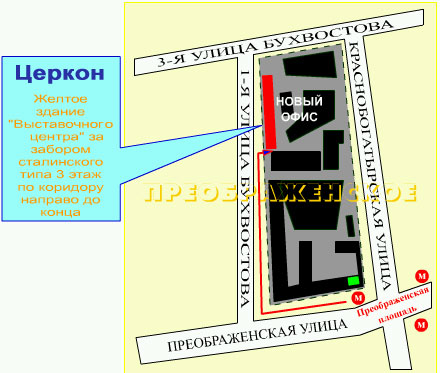 3-Я УЛИЦА БУХВОСТОВА
Церкон
Желтое
здание
"Выставочного
центра" за
забором
сталинского
типа 3 этаж
по коридору
направо до
конца
1-Я УЛИЦА БУХВОСТОВА
НОВЫЙ
ОФИС
КРАСНОБОГАТЫРСКАЯ УЛИЦА
ПРЕОБРАЖЕНСКОЕ
М
М
Преображенская
площадь
М
ПРЕОБРАЖЕНСКАЯ УЛИЦА